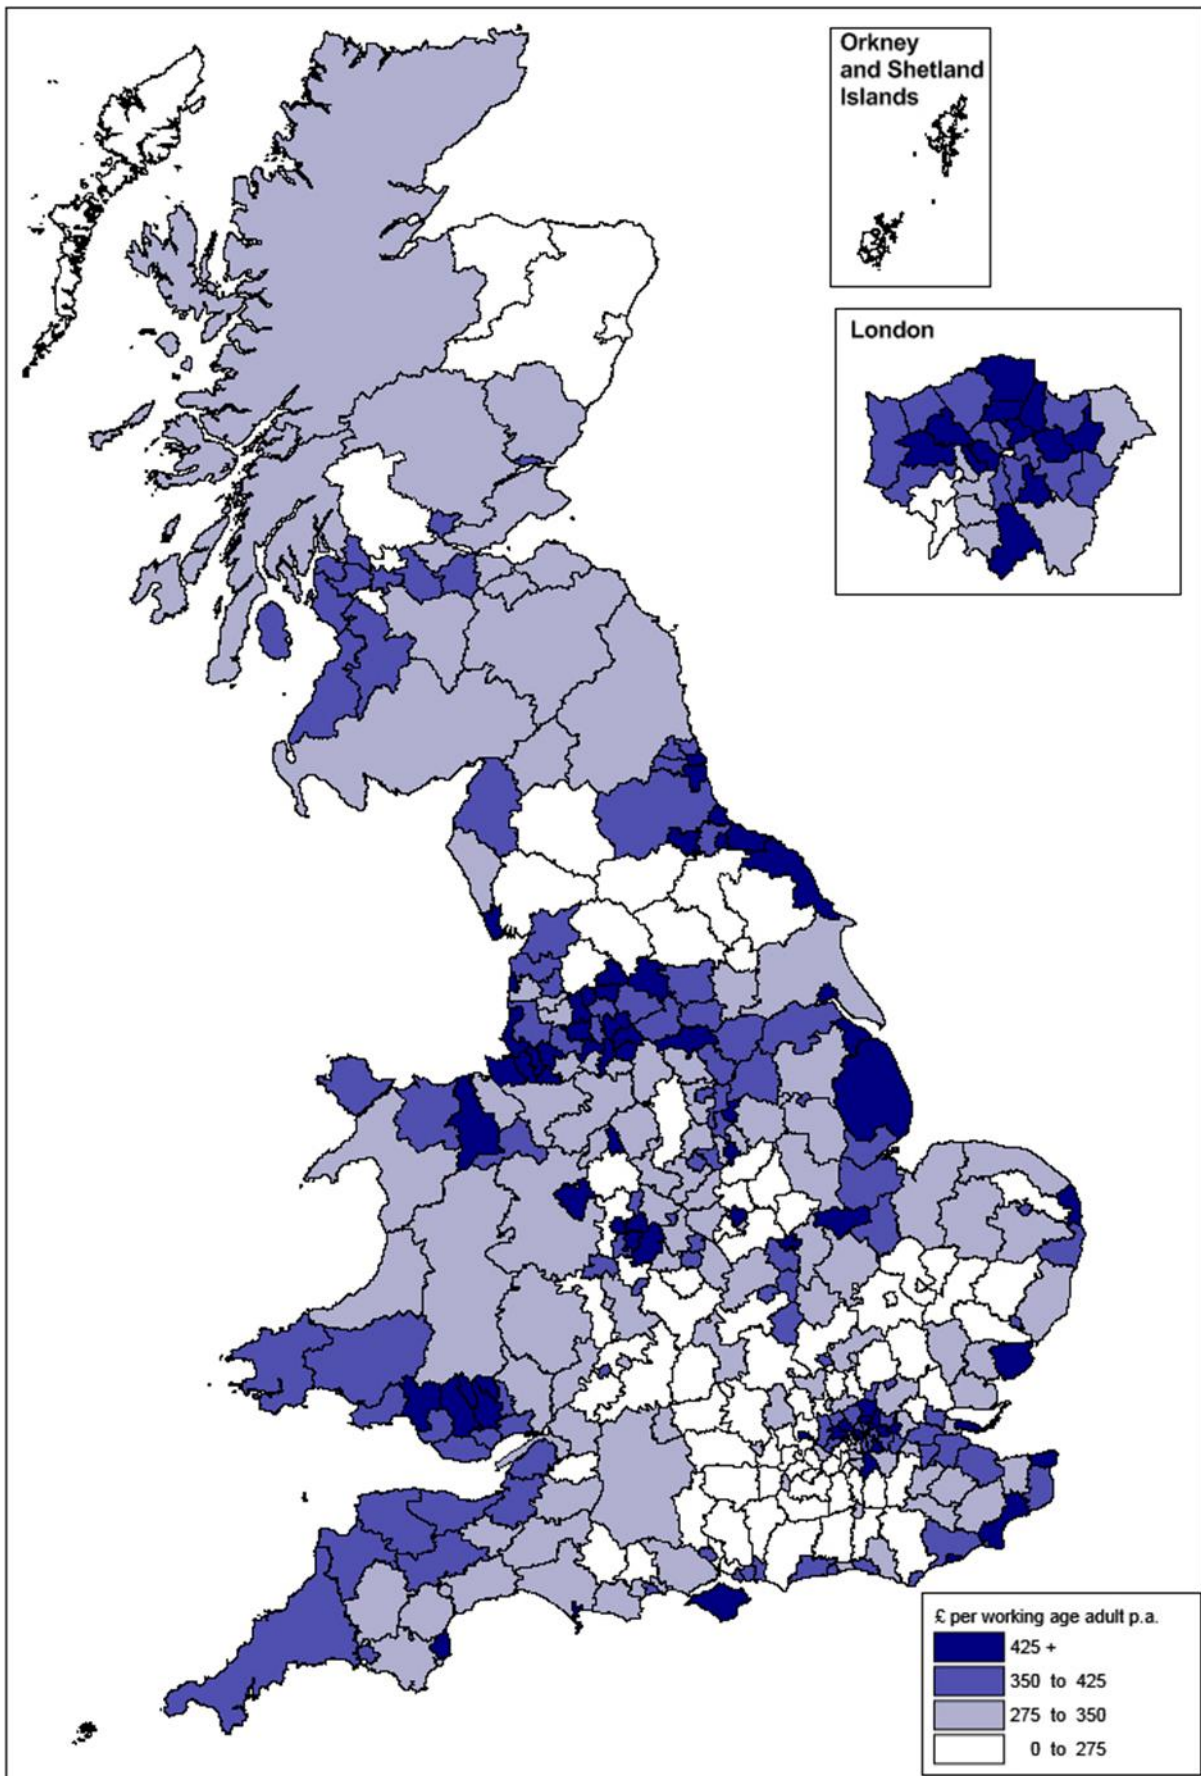 Orkney
and Shetland
Islands
London
£ per working age adult p.a.
425 +
350 to 425
275 to 350
0 to 275